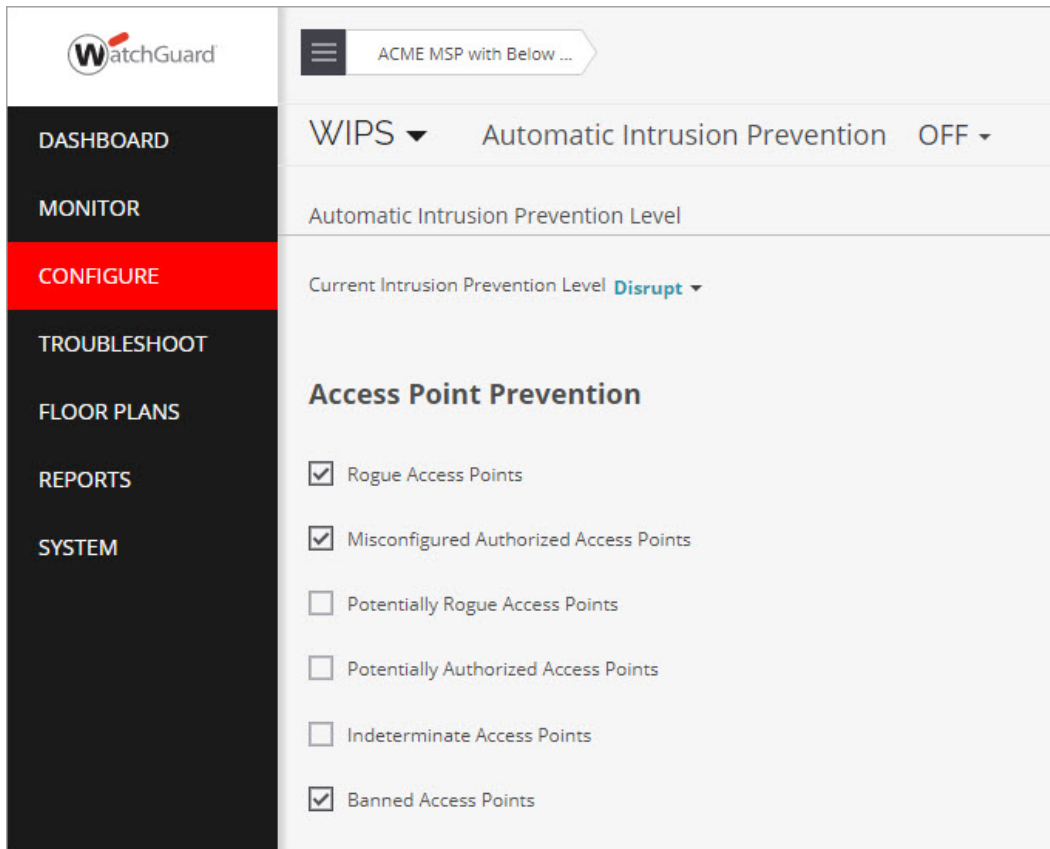 WatchGuard
ACME MSP with Below ...
DASHBOARD
MONITOR
CONFIGURE
TROUBLESHOOT
FLOOR PLANS
REPORTS
SYSTEM
WIPS Automatic Intrusion Prevention OFF
Automatic Intrusion Prevention Level
Current Intrusion Prevention Level Disrupt
Access Point Prevention
Rogue Access Points
Misconfigured Authorized Access Points
Potentially Rogue Access Points
Potentially Authorized Access Points
Indeterminate Access Points
Banned Access Points